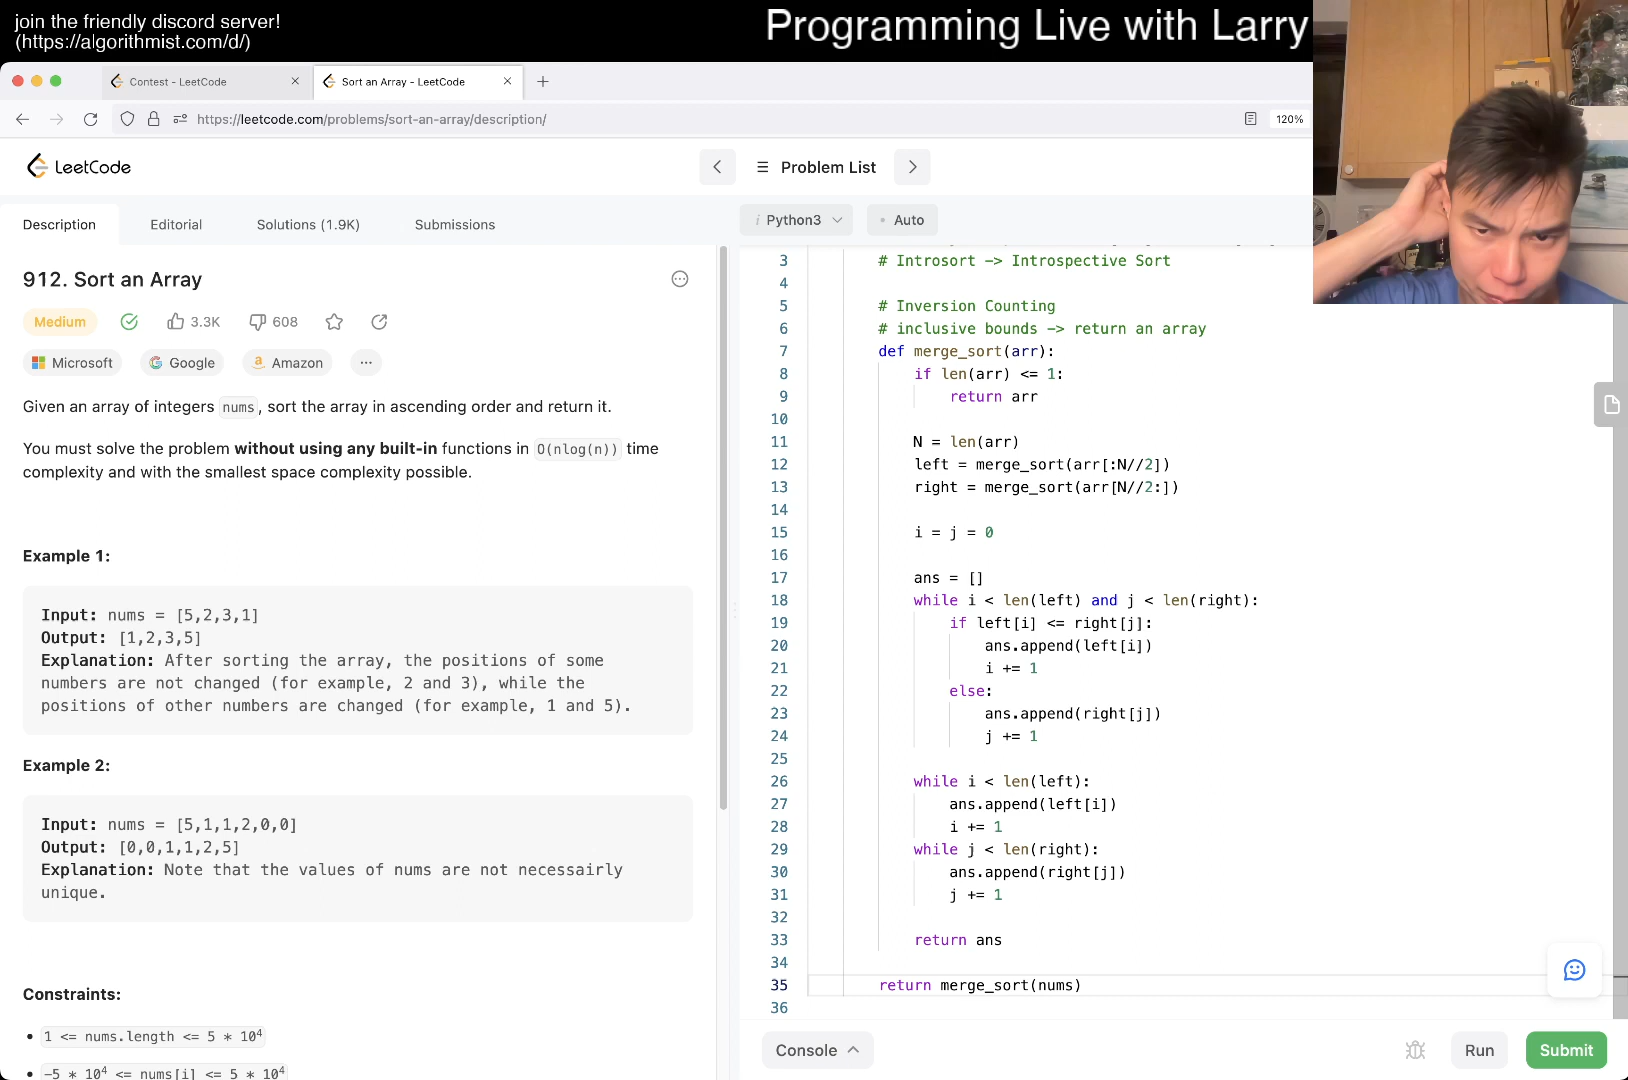 join the friendly discord server!
(https://algorithmist.com/d/)
Programming Live with Larry
Contest - LeetCode
Sort an Array - LeetCode
https://leetcode.com/problems/sort-an-array/description/
120%
LeetCode
Problem List
Description
Editorial
Solutions (1.9K)
Submissions
i Python3
Auto
912. Sort an Array
Medium
3.3K
608
Microsoft
Google
Amazon
Given an array of integers nums, sort the array in ascending order and return it.
You must solve the problem without using any built-in functions in O(nlog(n)) time
complexity and with the smallest space complexity possible.
Example 1:
Input: nums = [5,2,3,1]
Output: [1,2,3,5]
Explanation: After sorting the array, the positions of some
numbers are not changed (for example, 2 and 3), while the
positions of other numbers are changed (for example, 1 and 5).
Example 2:
Input: nums = [5,1,1,2,0,0]
Output: [0,0,1,1,2,5]
Explanation: Note that the values of nums are not necessairly
unique.
Constraints:
• 1 <= nums.length <= 5 * 10⁴
• -5 * 10⁴ <= nums[i] <= 5 * 10⁴
3 # Introsort -> Introspective Sort
4
5 # Inversion Counting
6 # inclusive bounds -> return an array
7 def merge_sort(arr):
8 if len(arr) <= 1:
9 return arr
10
11 N = len(arr)
12 left = merge_sort(arr[:N//2])
13 right = merge_sort(arr[N//2:])
14
15 i = j = 0
16
17 ans = []
18 while i < len(left) and j < len(right):
19 if left[i] <= right[j]:
20 ans.append(left[i])
21 i += 1
22 else:
23 ans.append(right[j])
24 j += 1
25
26 while i < len(left):
27 ans.append(left[i])
28 i += 1
29 while j < len(right):
30 ans.append(right[j])
31 j += 1
32
33 return ans
34
35 return merge_sort(nums)
36
Console
Run
Submit